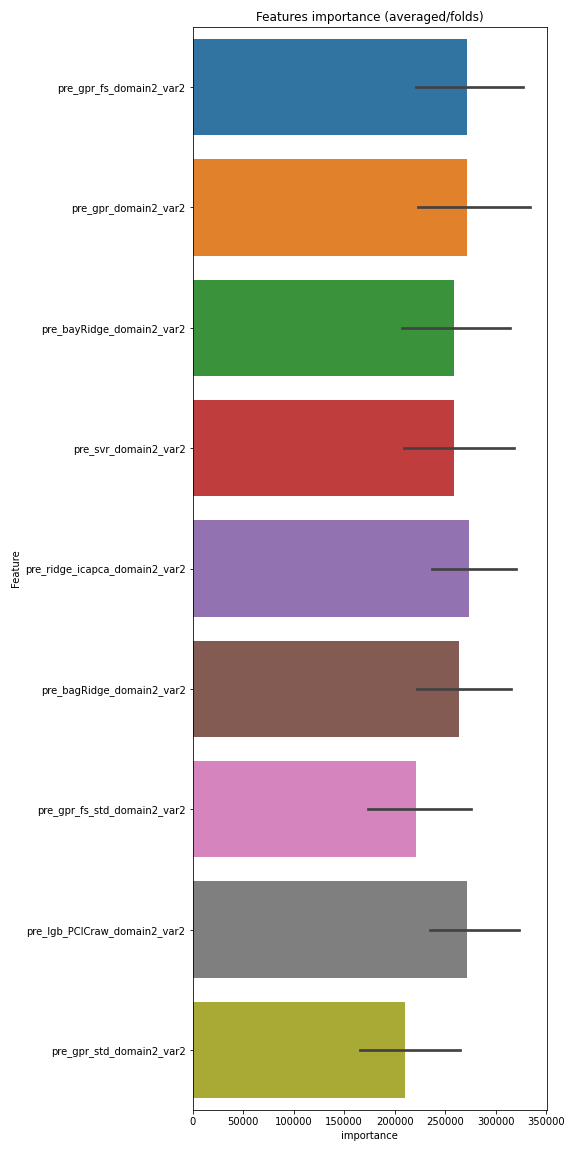 Features importance (averaged/folds)
pre_gpr_fs_domain2_var2
pre_gpr_domain2_var2
pre_bayRidge_domain2_var2
pre_svr_domain2_var2
Feature
pre_ridge_icapca_domain2_var2
pre_bagRidge_domain2_var2
pre_gpr_fs_std_domain2_var2
pre_lgb_PCICraw_domain2_var2
pre_gpr_std_domain2_var2
0 50000 100000 150000 200000 250000 300000 350000
importance